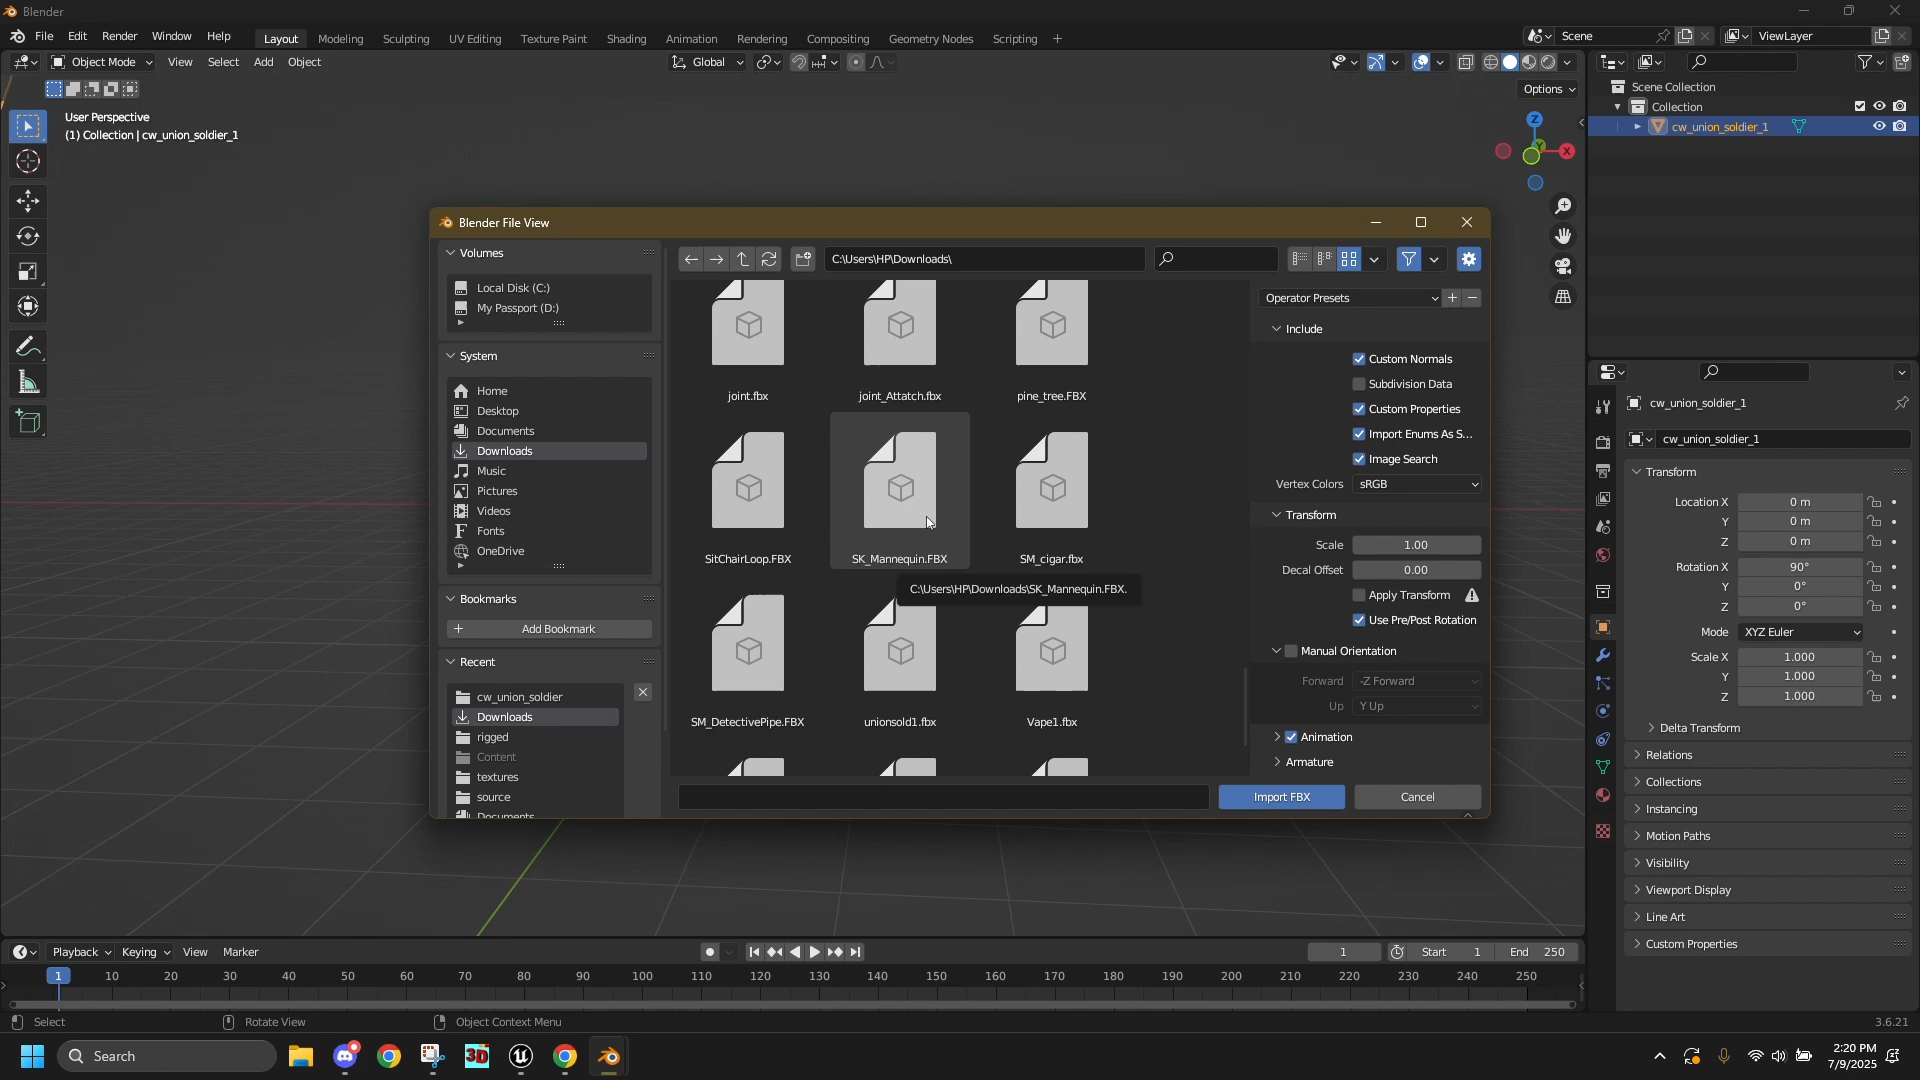 Blender
File Edit Render Window Help Layout Modeling Sculpting UV Editing Texture Paint Shading Animation Rendering Compositing Geometry Nodes Scripting + Scene ViewLayer
Object Mode View Select Add Object Global
Options
User Perspective
(1) Collection | cw_union_soldier_1
Z
Y
X
Scene Collection
Collection
cw_union_soldier_1
Blender File View
Volumes
Local Disk (C:)
My Passport (D:)
System
Home
Desktop
Documents
Downloads
Music
Pictures
Videos
Fonts
OneDrive
Bookmarks
+ Add Bookmark
Recent
cw_union_soldier
Downloads
rigged
Content
textures
source
Documents
C:\Users\HP\Downloads\
joint.fbx
joint_Attatch.fbx
pine_tree.FBX
SitChairLoop.FBX
SK_Mannequin.FBX
SM_cigar.fbx
C:\Users\HP\Downloads\SK_Mannequin.FBX.
SM_DetectivePipe.FBX
unionsold1.fbx
Vape1.fbx
Operator Presets
Include
Custom Normals
Subdivision Data
Custom Properties
Import Enums As S...
Image Search
Vertex Colors sRGB
Transform
Scale 1.00
Decal Offset 0.00
Apply Transform
Use Pre/Post Rotation
Manual Orientation
Forward -Z Forward
Up Y Up
Animation
Armature
Import FBX
Cancel
cw_union_soldier_1
cw_union_soldier_1
Transform
Location X 0 m
Y 0 m
Z 0 m
Rotation X 90°
Y 0°
Z 0°
Mode XYZ Euler
Scale X 1.000
Y 1.000
Z 1.000
Delta Transform
Relations
Collections
Instancing
Motion Paths
Visibility
Viewport Display
Line Art
Custom Properties
Playback Keying View Marker 1 Start 1 End 250
1 10 20 30 40 50 60 70 80 90 100 110 120 130 140 150 160 170 180 190 200 210 220 230 240 250
Select Rotate View Object Context Menu 3.6.21
Search
3D
2:20 PM
7/9/2025